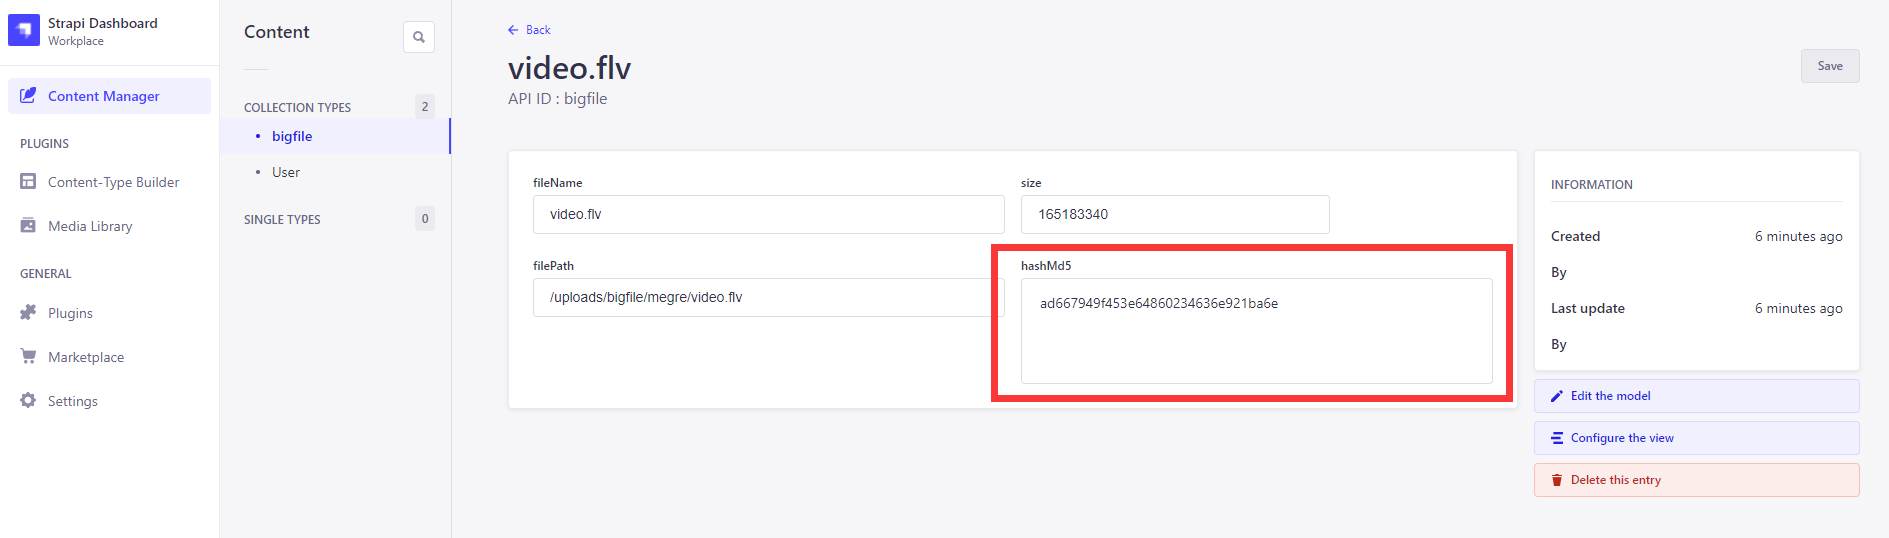 Strapi Dashboard
Workplace
Content Manager
PLUGINS
Content-Type Builder
Media Library
GENERAL
Plugins
Marketplace
Settings
Content
COLLECTION TYPES 2
bigfile
User
SINGLE TYPES 0
Back
video.flv
API ID : bigfile
Save
fileName
video.flv
size
165183340
filePath
/uploads/bigfile/megre/video.flv
hashMd5
ad667949f453e64860234636e921ba6e
INFORMATION
Created 6 minutes ago
By
Last update 6 minutes ago
By
Edit the model
Configure the view
Delete this entry